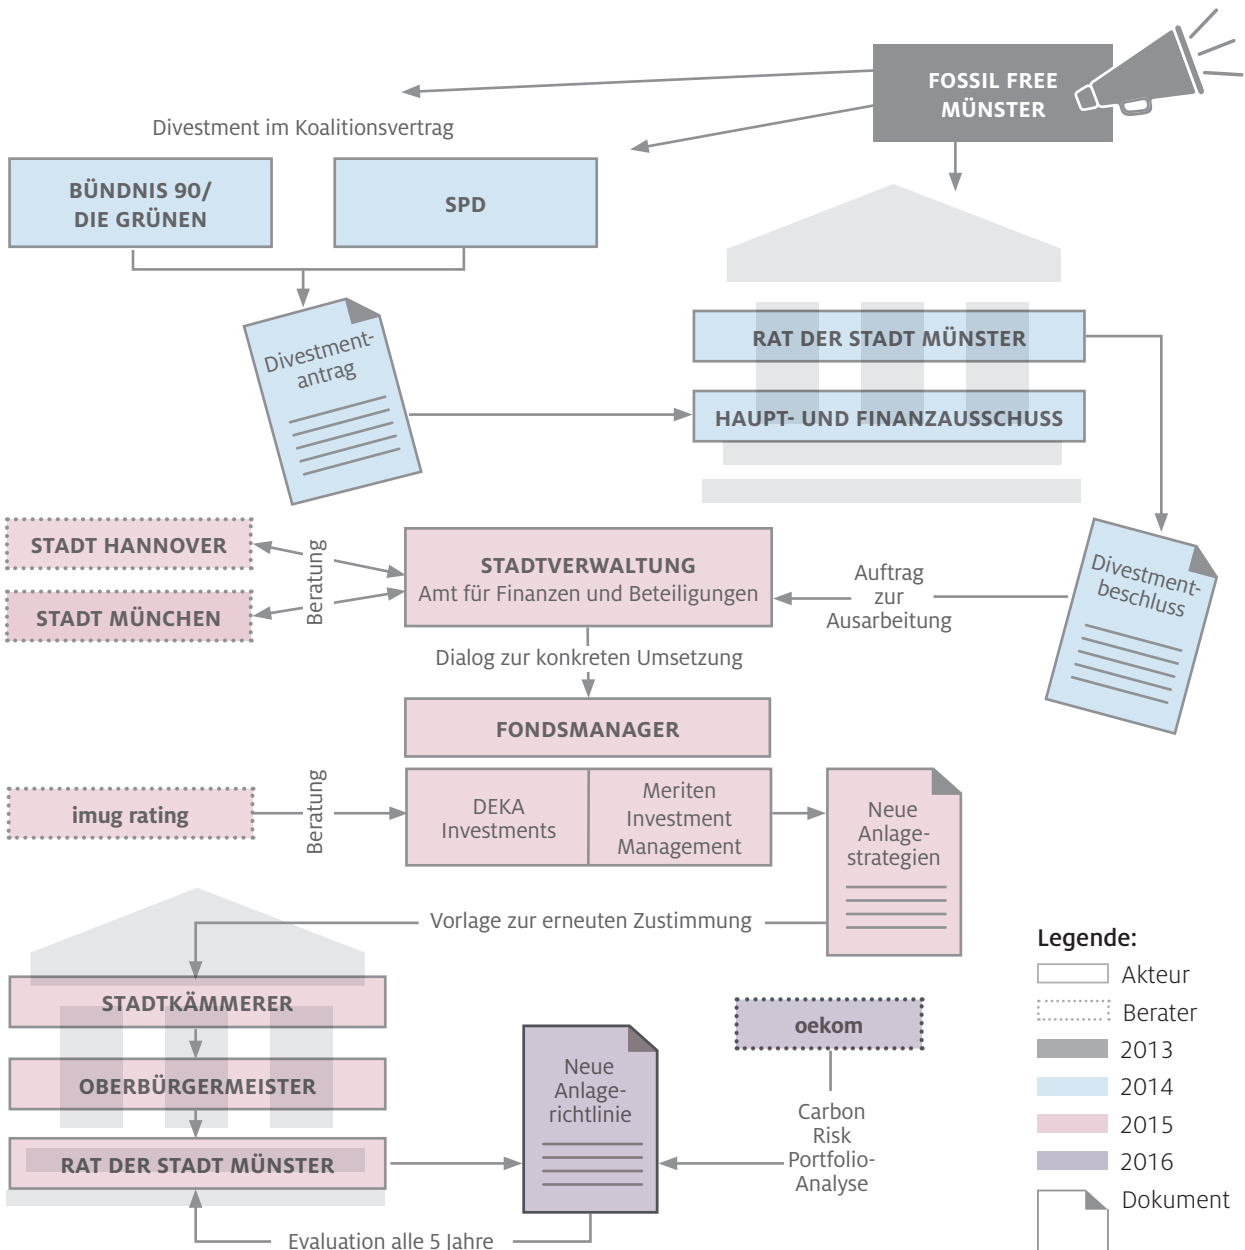 FOSSIL FREE
MÜNSTER
Divestment im Koalitionsvertrag
BÜNDNIS 90/
DIE GRÜNEN
SPD
Divestment-
antrag
RAT DER STADT MÜNSTER
HAUPT- UND FINANZAUSSCHUSS
STADT HANNOVER
STADT MÜNCHEN
Beratung
STADTVERWALTUNG
Amt für Finanzen und Beteiligungen
Auftrag
zur
Ausarbeitung
Divestment-
beschluss
Dialog zur konkreten Umsetzung
FONDSMANAGER
imug rating
Beratung
DEKA
Investments
Meriten
Investment
Management
Neue
Anlage-
strategien
Vorlage zur erneuten Zustimmung
STADTKÄMMERER
OBERBÜRGERMEISTER
RAT DER STADT MÜNSTER
Neue
Anlage-
richtlinie
oekom
Carbon
Risk
Portfolio-
Analyse
Evaluation alle 5 Jahre
Legende:
Akteur
Berater
2013
2014
2015
2016
Dokument